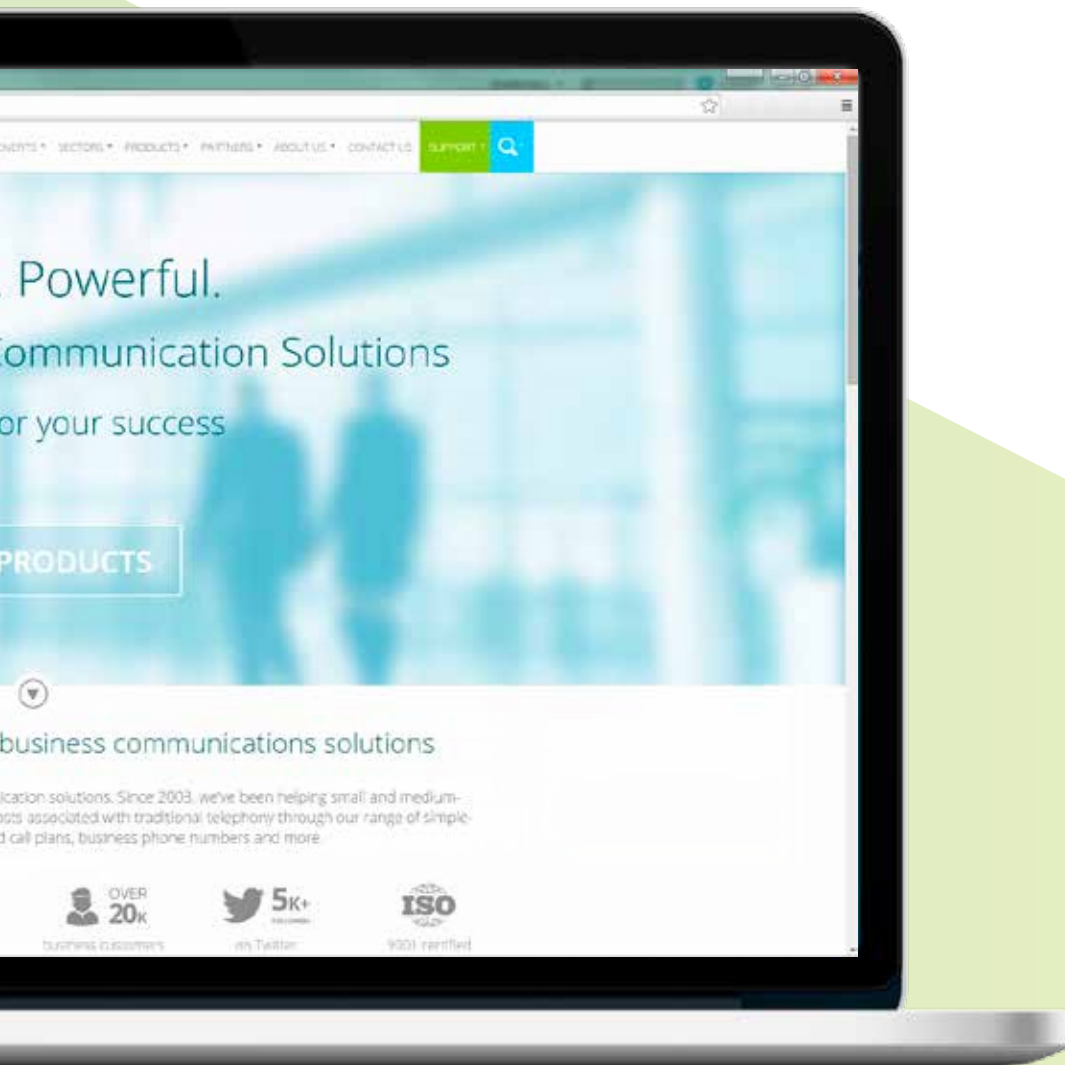 SECTORS PRODUCTS PARTNERS ABOUT US CONTACT US SUPPORT
Powerful.
Communication Solutions
or your success
PRODUCTS
business communications solutions
ication solutions. Since 2003, we've been helping small and medium-
osts associated with traditional telephony through our range of simple-
d call plans, business phone numbers and more.
OVER
20K
business customers
5K+
on Twitter
ISO
9001 certified